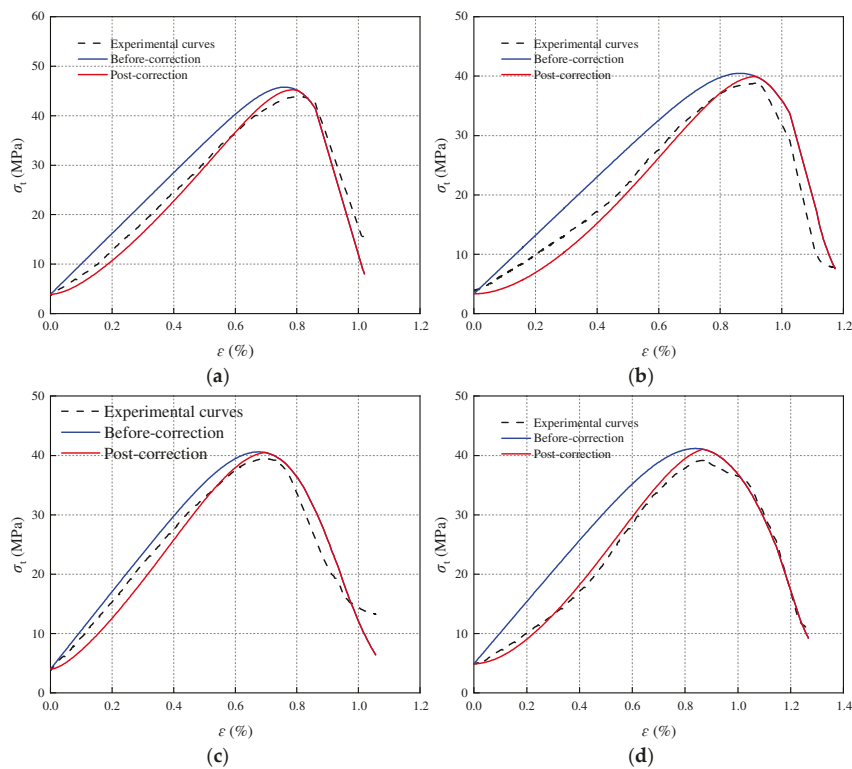 60
50
40
30
20
10
0
σt (MPa)
Experimental curves
Before-correction
Post-correction
0.0 0.2 0.4 0.6 0.8 1.0 1.2
ε (%)
(a)
50
40
30
20
10
0
σt (MPa)
Experimental curves
Before-correction
Post-correction
0.0 0.2 0.4 0.6 0.8 1.0 1.2
ε (%)
(b)
50
40
30
20
10
0
σt (MPa)
Experimental curves
Before-correction
Post-correction
0.0 0.2 0.4 0.6 0.8 1.0 1.2
ε (%)
(c)
50
40
30
20
10
0
σt (MPa)
Experimental curves
Before-correction
Post-correction
0.0 0.2 0.4 0.6 0.8 1.0 1.2 1.4
ε (%)
(d)